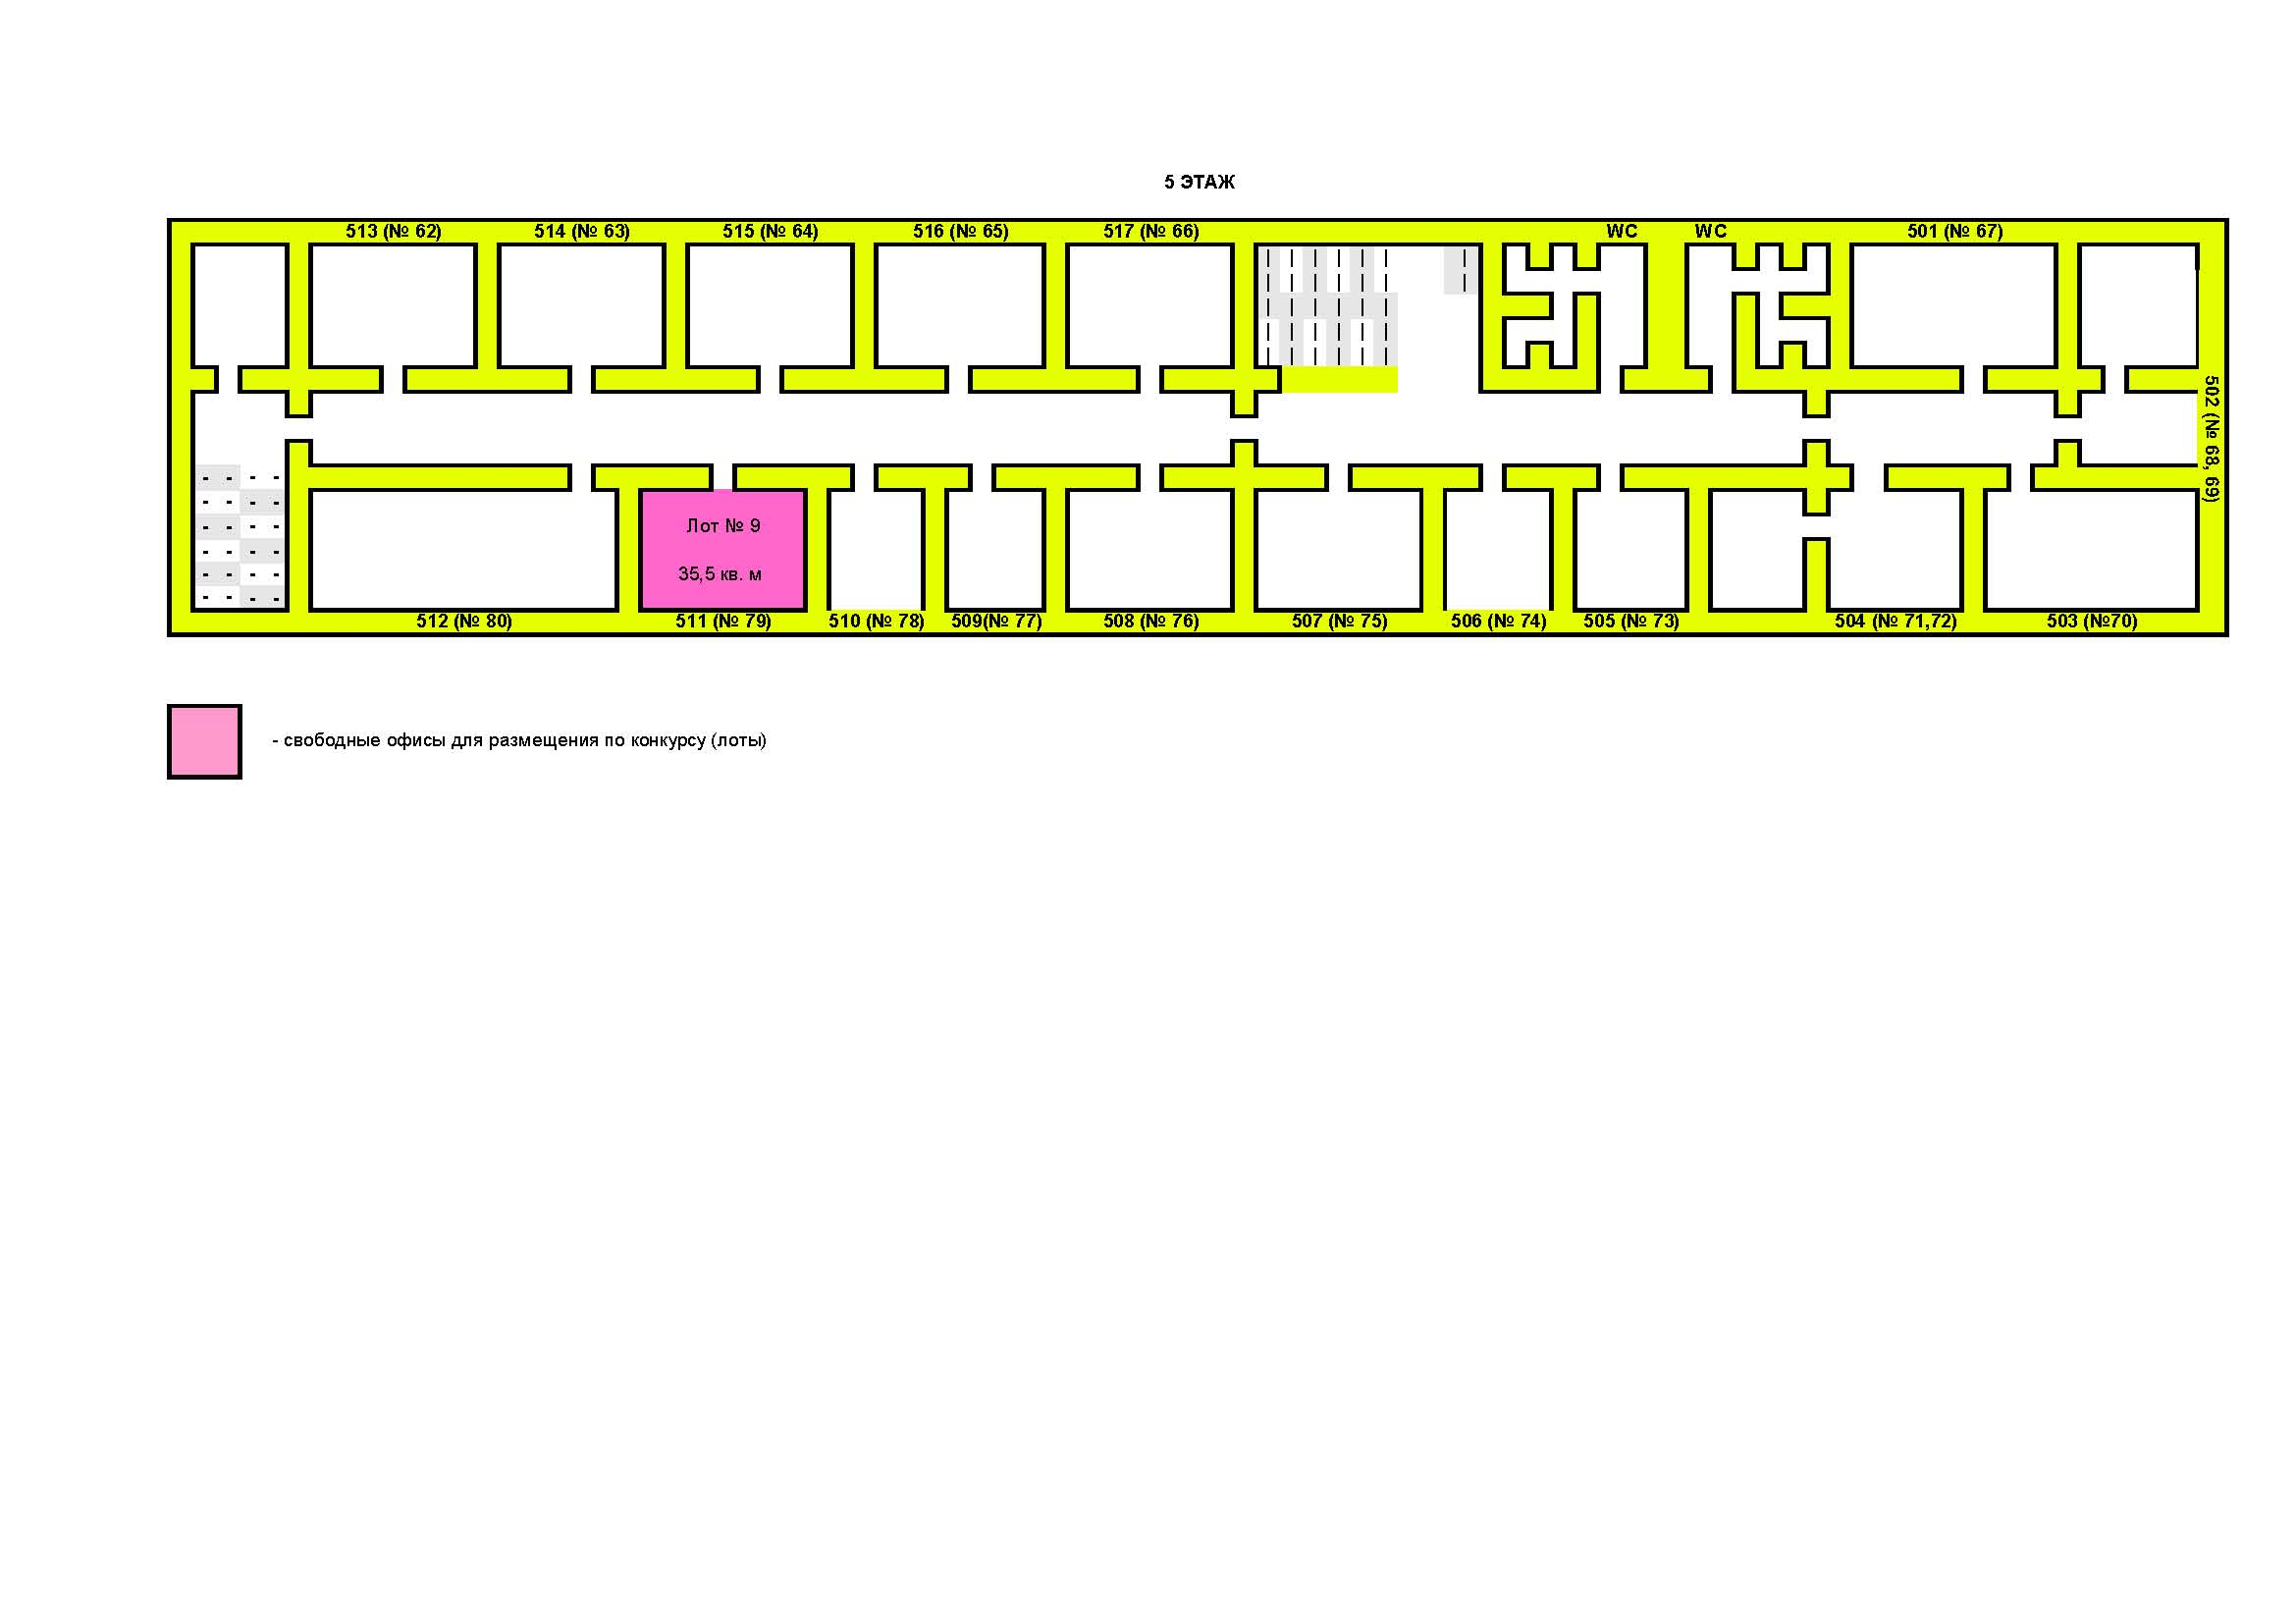 5 ЭТАЖ
513 (№ 62)
514 (№ 63)
515 (№ 64)
516 (№ 65)
517 (№ 66)
WC
WC
501 (№ 67)
502 (№ 68, 69)
Лот № 9
35,5 кв. м
512 (№ 80)
511 (№ 79)
510 (№ 78)
509(№ 77)
508 (№ 76)
507 (№ 75)
506 (№ 74)
505 (№ 73)
504 (№ 71,72)
503 (№70)
- свободные офисы для размещения по конкурсу (лоты)